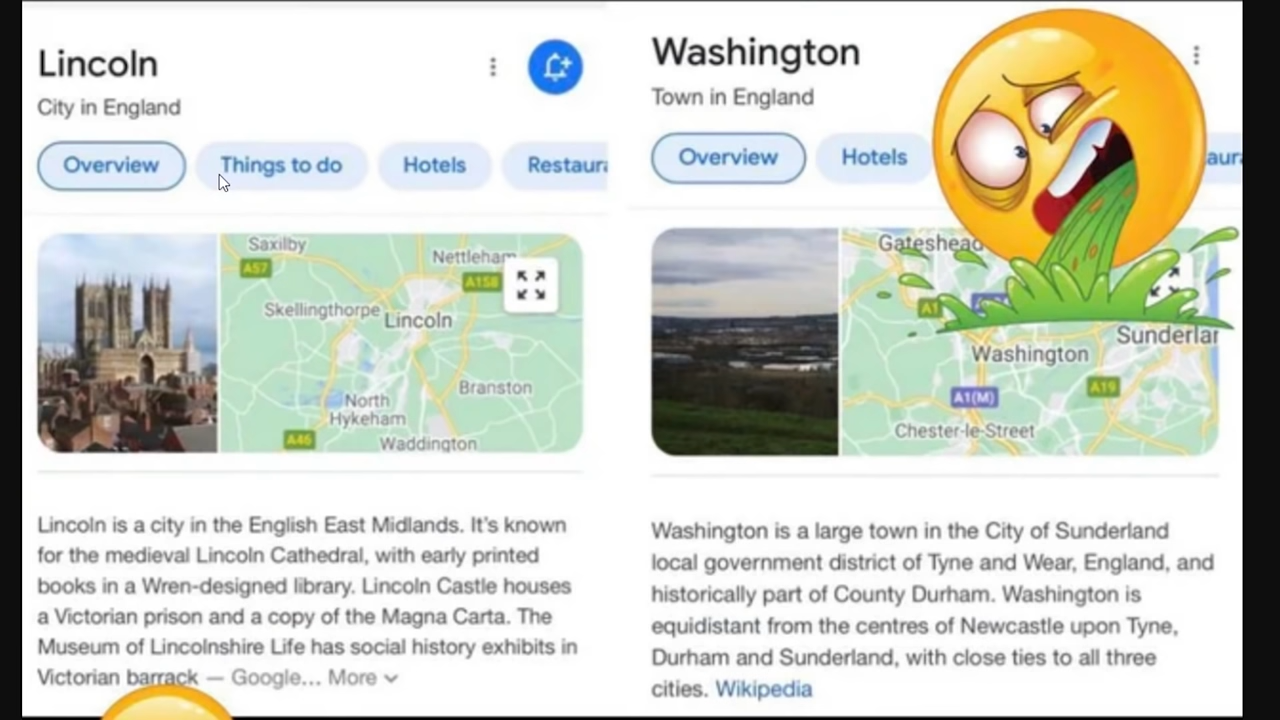 Lincoln
City in England
Overview
Things to do
Hotels
Saxilby
A57
Nettleham
A158
Skellingthorpe
Lincoln
Branston
North
Hykeham
A46
Waddington
Lincoln is a city in the English East Midlands. It's known
for the medieval Lincoln Cathedral, with early printed
books in a Wren-designed library. Lincoln Castle houses
a Victorian prison and a copy of the Magna Carta. The
Museum of Lincolnshire Life has social history exhibits in
Victorian barrack — Google... More
Washington
Town in England
Overview
Hotels
Gateshead
A1
Sunderlar
Washington
A1(M)
A19
Chester-le-Street
Washington is a large town in the City of Sunderland
local government district of Tyne and Wear, England, and
historically part of County Durham. Washington is
equidistant from the centres of Newcastle upon Tyne,
Durham and Sunderland, with close ties to all three
cities. Wikipedia